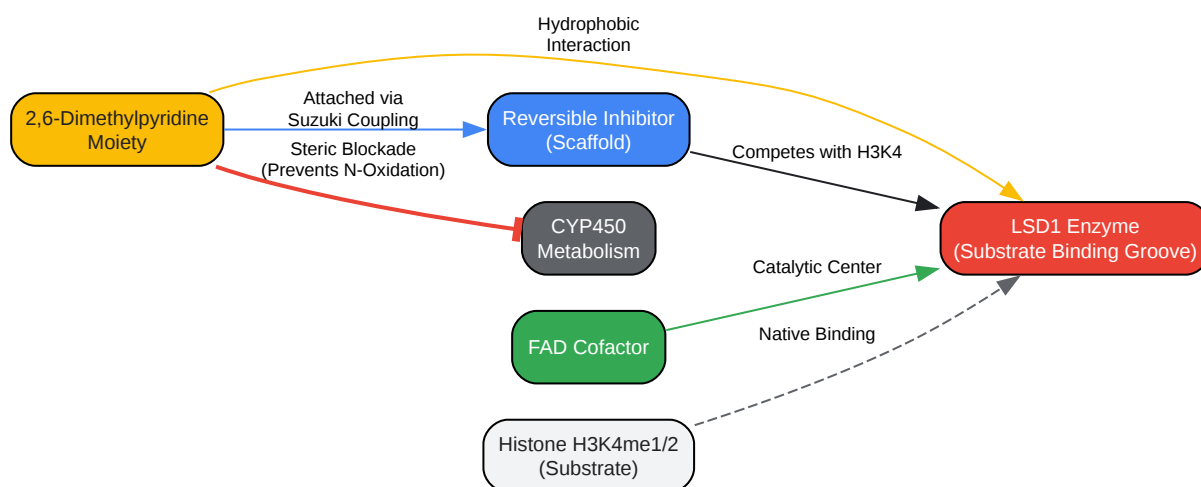 Hydrophobic
Interaction
2,6-Dimethylpyridine
Moiety
Attached via
Suzuki Coupling
Reversible Inhibitor
(Scaffold)
Steric Blockade
(Prevents N-Oxidation)
Competes with H3K4
CYP450
Metabolism
LSD1 Enzyme
(Substrate Binding Groove)
Catalytic Center
FAD Cofactor
Native Binding
Histone H3K4me1/2
(Substrate)